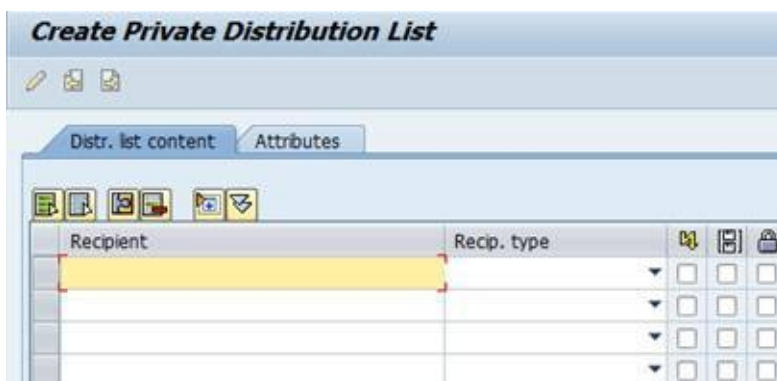 Create Private Distribution List
Distr. list content Attributes
Recipient Recip. type